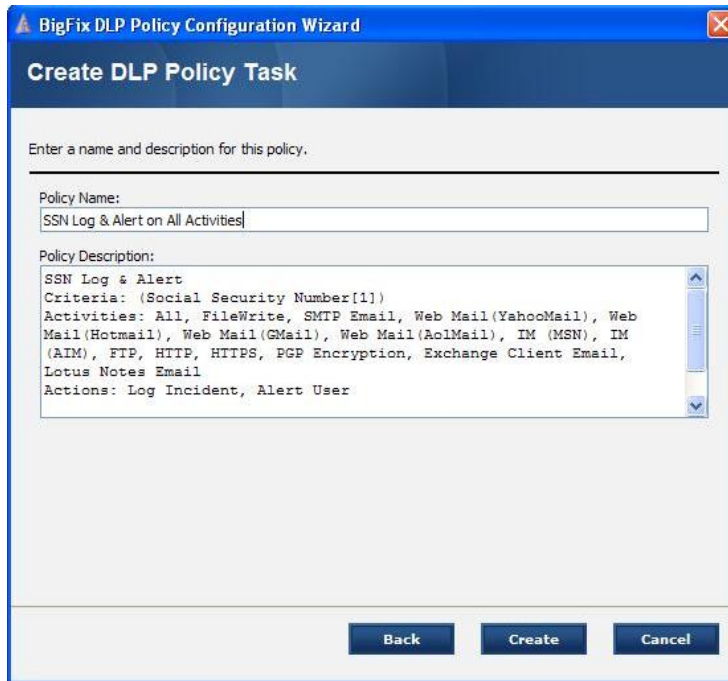 BigFix DLP Policy Configuration Wizard
Create DLP Policy Task
Enter a name and description for this policy.
Policy Name:
SSN Log & Alert on All Activities
Policy Description:
SSN Log & Alert
Criteria: (Social Security Number[1])
Activities: All, FileWrite, SMTP Email, Web Mail(YahooMail), Web
Mail(Hotmail), Web Mail(GMail), Web Mail(AolMail), IM (MSN), IM
(AIM), FTP, HTTP, HTTPS, PGP Encryption, Exchange Client Email,
Lotus Notes Email
Actions: Log Incident, Alert User
Back Create Cancel